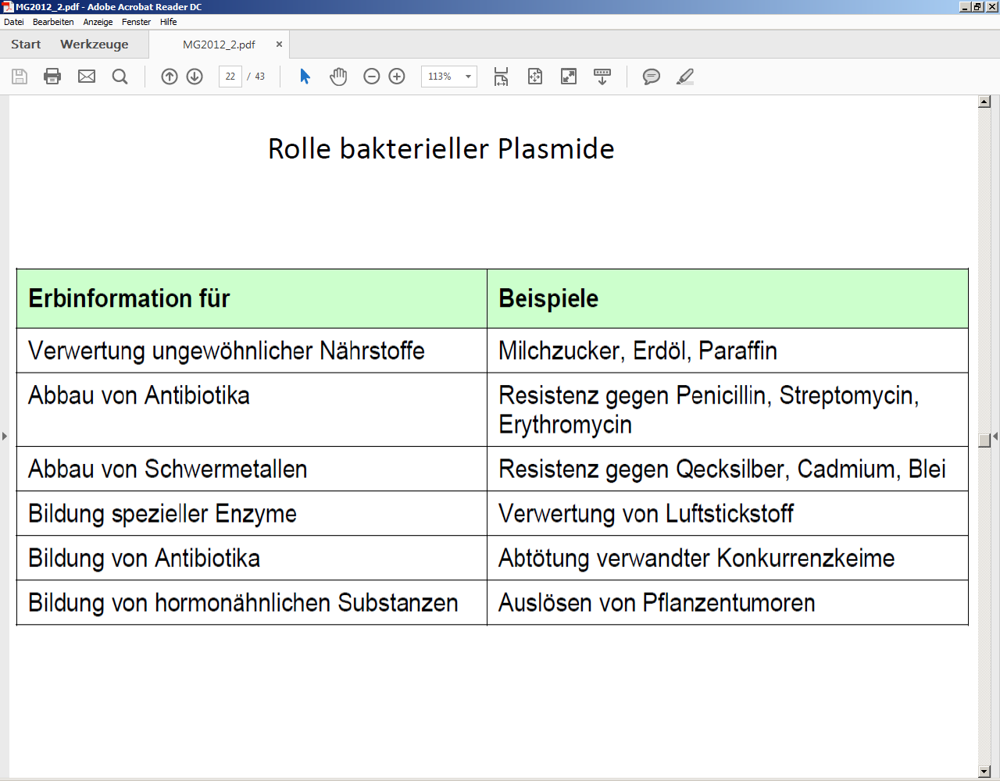 MG2012_2.pdf - Adobe Acrobat Reader DC
Datei Bearbeiten Anzeige Fenster Hilfe
Start Werkzeuge MG2012_2.pdf ×
22 / 43 113%
Rolle bakterieller Plasmide
Erbinformation für Beispiele
Verwertung ungewöhnlicher Nährstoffe Milchzucker, Erdöl, Paraffin
Abbau von Antibiotika Resistenz gegen Penicillin, Streptomycin,
Erythromycin
Abbau von Schwermetallen Resistenz gegen Qecksilber, Cadmium, Blei
Bildung spezieller Enzyme Verwertung von Luftstickstoff
Bildung von Antibiotika Abtötung verwandter Konkurrenzkeime
Bildung von hormonähnlichen Substanzen Auslösen von Pflanzentumoren